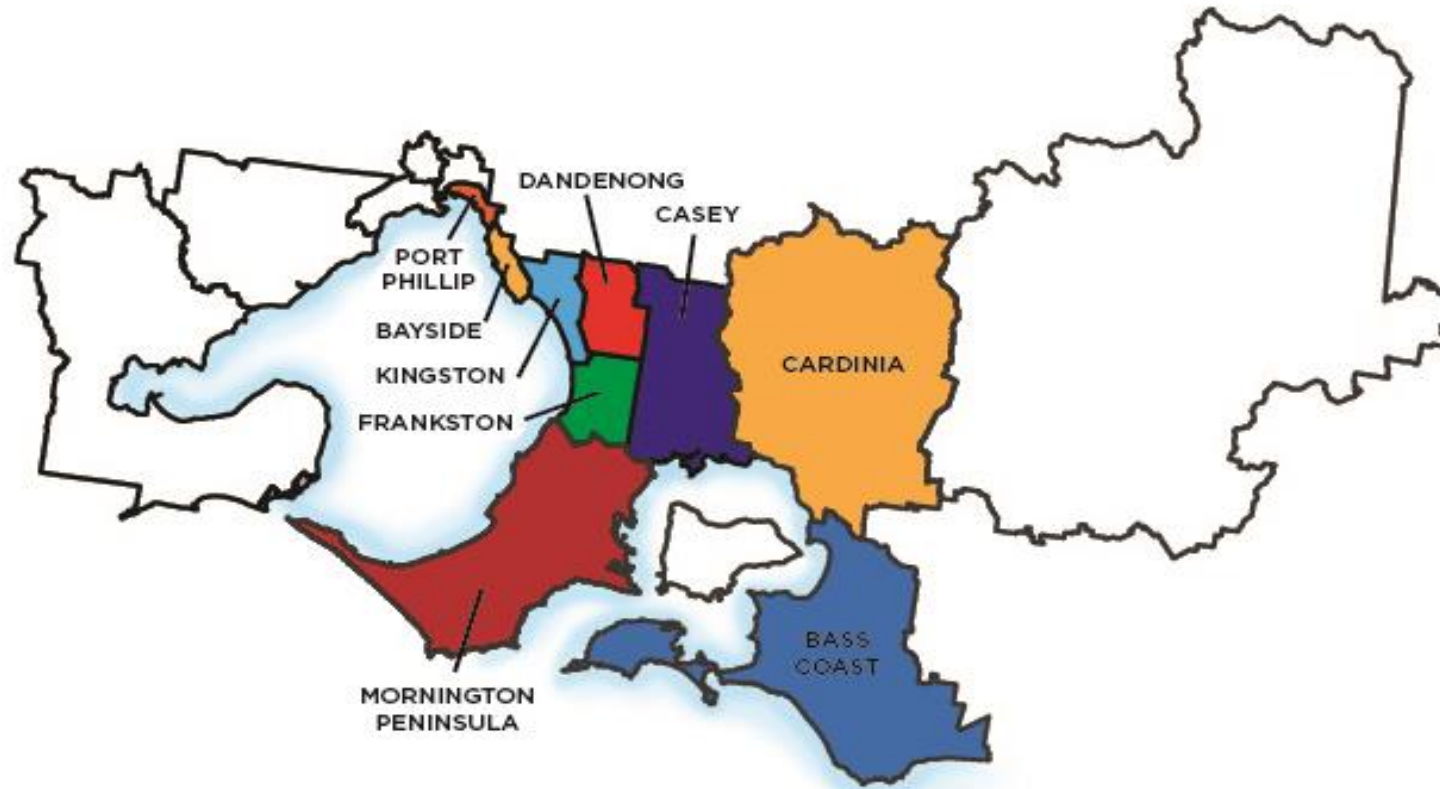 DANDENONG
CASEY
PORT
PHILLIP
BAYSIDE
KINGSTON
CARDINIA
FRANKSTON
BASS
COAST
MORNINGTON
PENINSULA